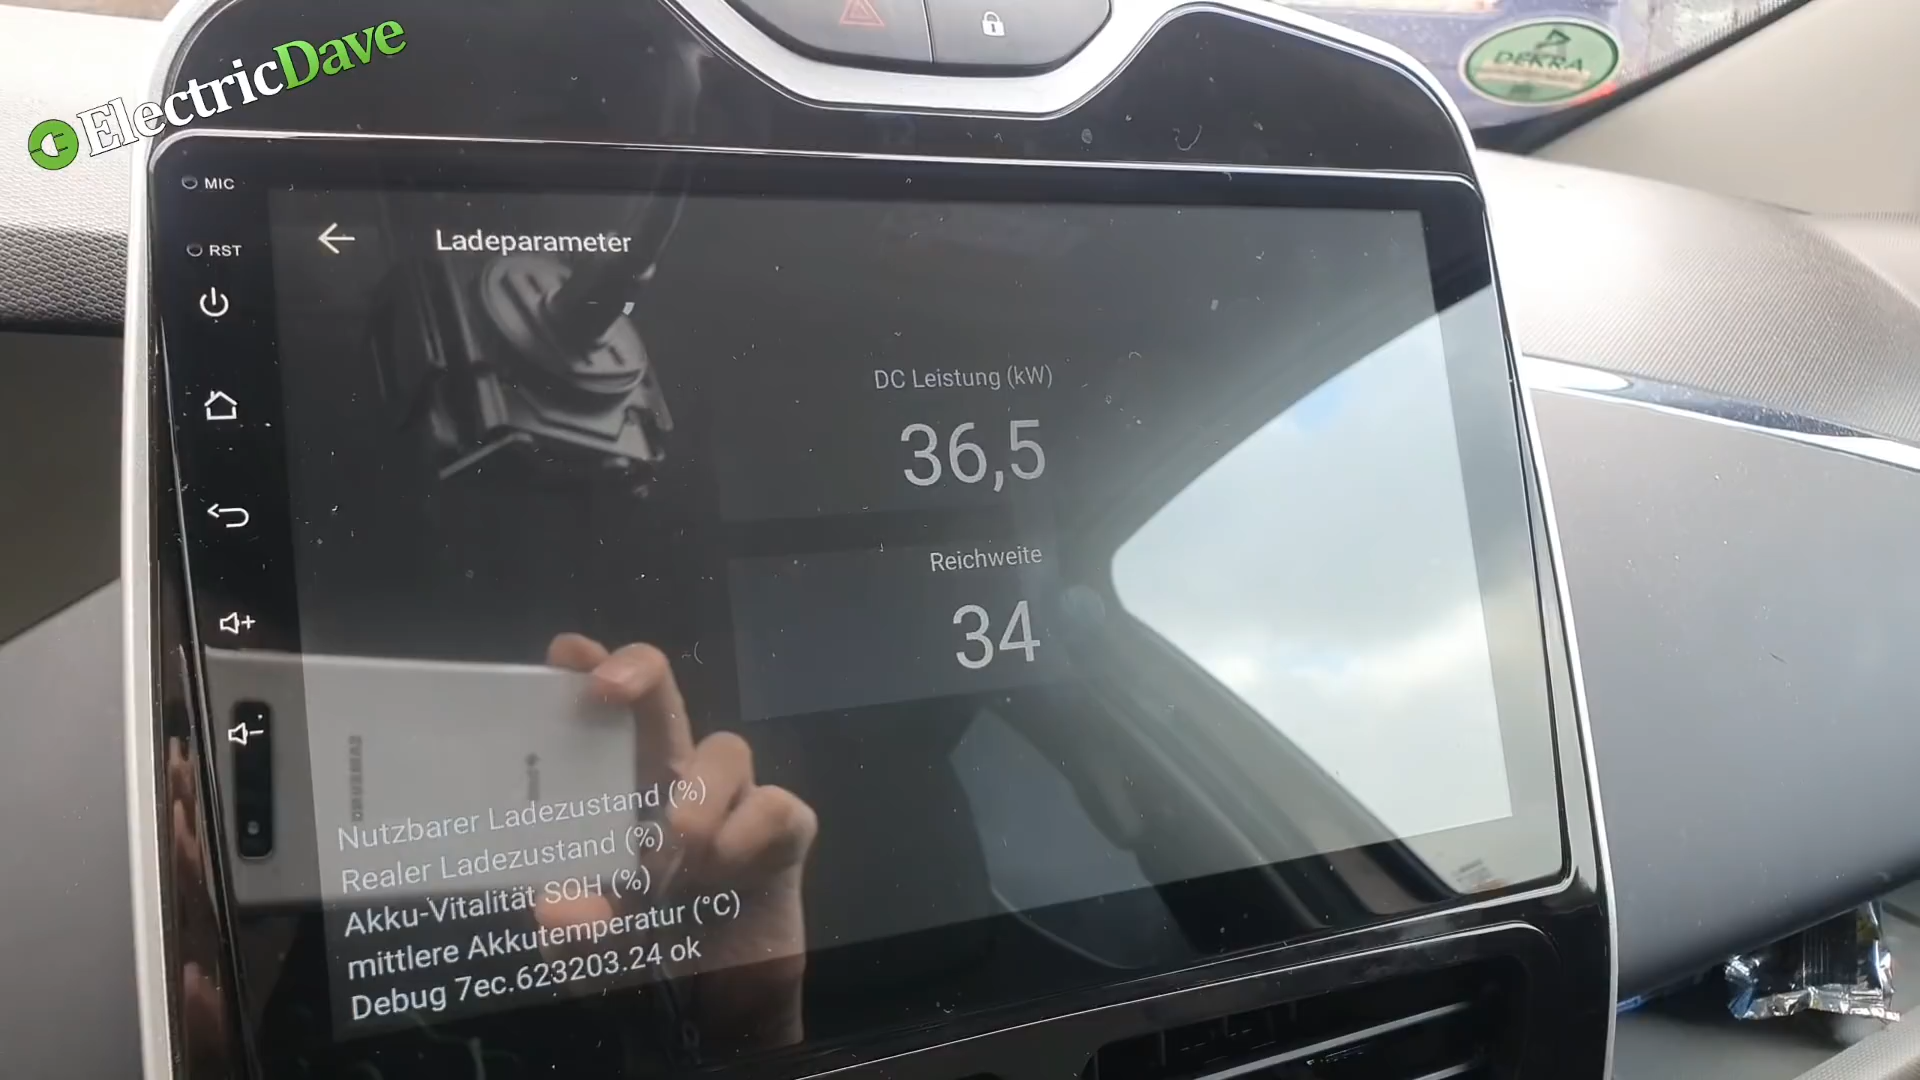 ElectricDave
DEKRA
MIC
RST
Ladeparameter
DC Leistung (kW)
36,5
Reichweite
34
Nutzbarer Ladezustand (%)
Realer Ladezustand (%)
Akku-Vitalität SOH (%)
mittlere Akkutemperatur (°C)
Debug 7ec.623203.24 ok